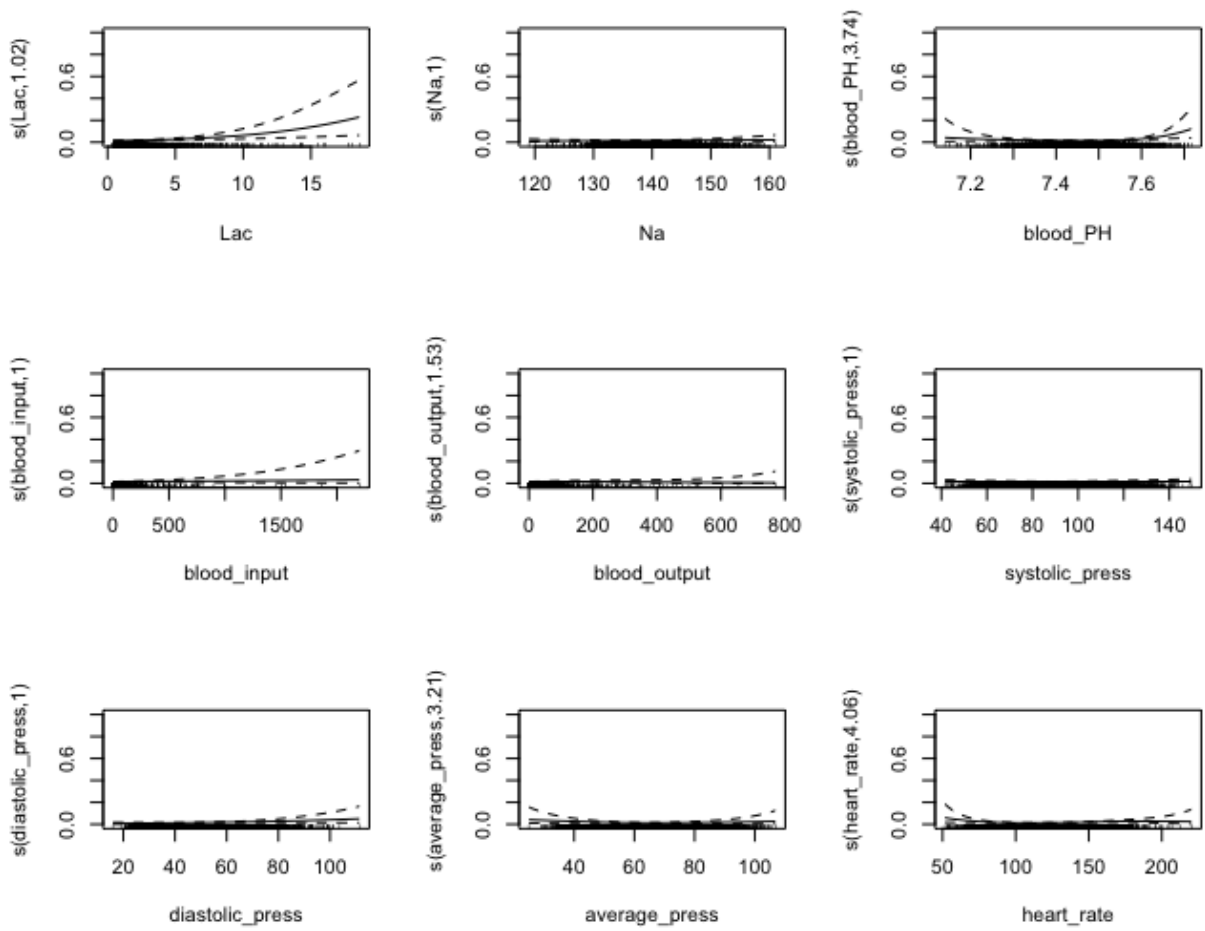 s(Lac,1.02)
0.0 0.6
0 5 10 15
Lac
s(Na,1)
0.0 0.6
120 130 140 150 160
Na
s(blood_PH,3.74)
0.0 0.6
7.2 7.4 7.6
blood_PH
s(blood_input,1)
0.0 0.6
0 500 1500
blood_input
s(blood_output,1.53)
0.0 0.6
0 200 400 600 800
blood_output
s(systolic_press,1)
0.0 0.6
40 60 80 100 140
systolic_press
s(diastolic_press,1)
0.0 0.6
20 40 60 80 100
diastolic_press
s(average_press,3.21)
0.0 0.6
40 60 80 100
average_press
s(heart_rate,4.06)
0.0 0.6
50 100 150 200
heart_rate